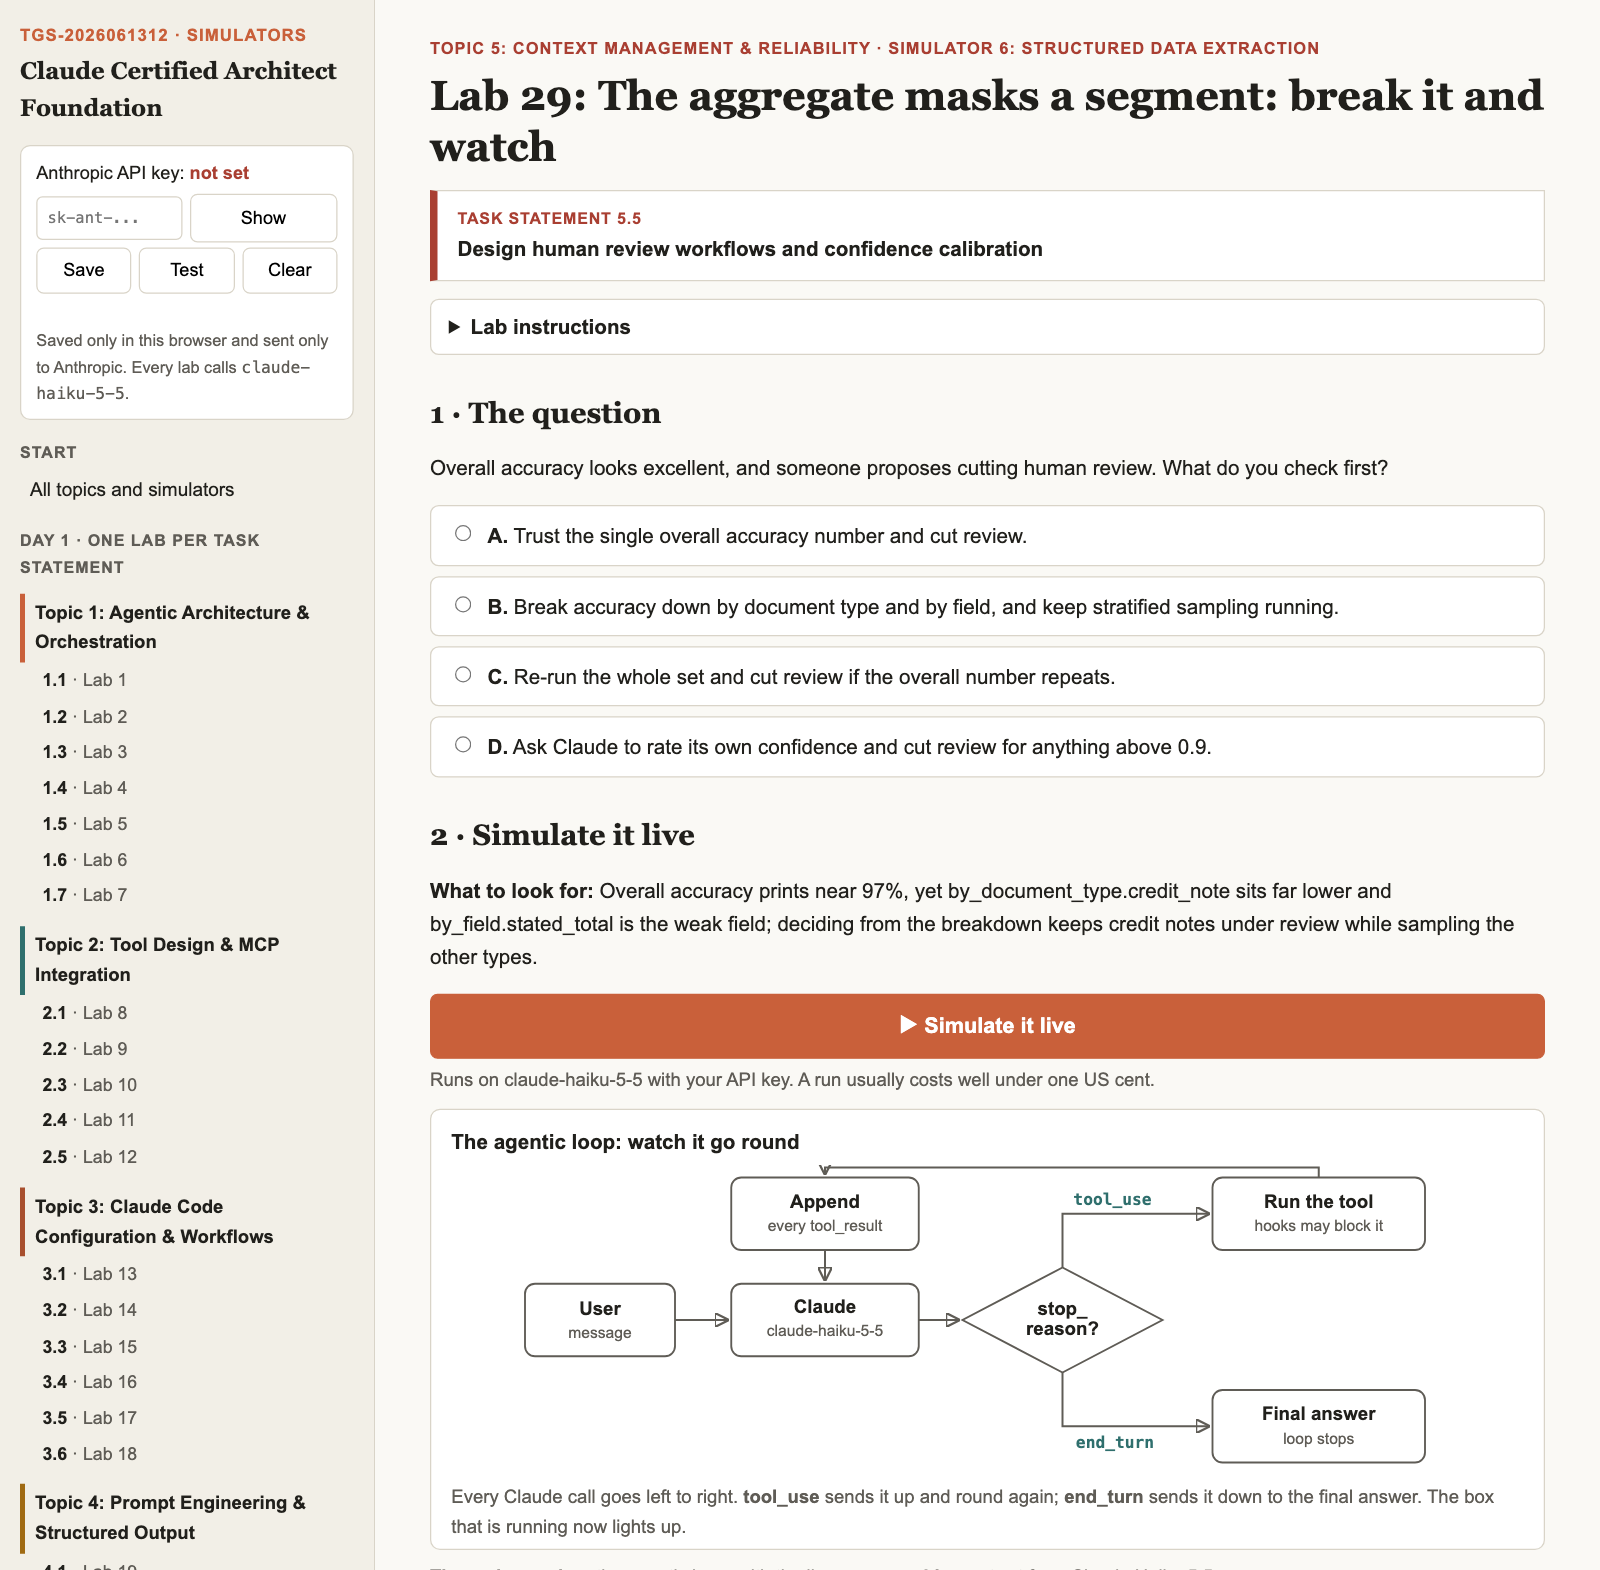 TGS-2026061312 · SIMULATORS
Claude Certified Architect
Foundation
Anthropic API key: not set
sk-ant-...
Show
Save
Test
Clear
Saved only in this browser and sent only
to Anthropic. Every lab calls claude-
haiku-5-5.
START
All topics and simulators
DAY 1 · ONE LAB PER TASK
STATEMENT
Topic 1: Agentic Architecture &
Orchestration
1.1 · Lab 1
1.2 · Lab 2
1.3 · Lab 3
1.4 · Lab 4
1.5 · Lab 5
1.6 · Lab 6
1.7 · Lab 7
Topic 2: Tool Design & MCP
Integration
2.1 · Lab 8
2.2 · Lab 9
2.3 · Lab 10
2.4 · Lab 11
2.5 · Lab 12
Topic 3: Claude Code
Configuration & Workflows
3.1 · Lab 13
3.2 · Lab 14
3.3 · Lab 15
3.4 · Lab 16
3.5 · Lab 17
3.6 · Lab 18
Topic 4: Prompt Engineering &
Structured Output
TOPIC 5: CONTEXT MANAGEMENT & RELIABILITY · SIMULATOR 6: STRUCTURED DATA EXTRACTION
Lab 29: The aggregate masks a segment: break it and
watch
TASK STATEMENT 5.5
Design human review workflows and confidence calibration
Lab instructions
1 · The question
Overall accuracy looks excellent, and someone proposes cutting human review. What do you check first?
A. Trust the single overall accuracy number and cut review.
B. Break accuracy down by document type and by field, and keep stratified sampling running.
C. Re-run the whole set and cut review if the overall number repeats.
D. Ask Claude to rate its own confidence and cut review for anything above 0.9.
2 · Simulate it live
What to look for: Overall accuracy prints near 97%, yet by_document_type.credit_note sits far lower and
by_field.stated_total is the weak field; deciding from the breakdown keeps credit notes under review while sampling the
other types.
▶ Simulate it live
Runs on claude-haiku-5-5 with your API key. A run usually costs well under one US cent.
The agentic loop: watch it go round
Append
every tool_result
tool_use
Run the tool
hooks may block it
User
message
Claude
claude-haiku-5-5
stop_
reason?
Final answer
loop stops
end_turn
Every Claude call goes left to right. tool_use sends it up and round again; end_turn sends it down to the final answer. The box
that is running now lights up.